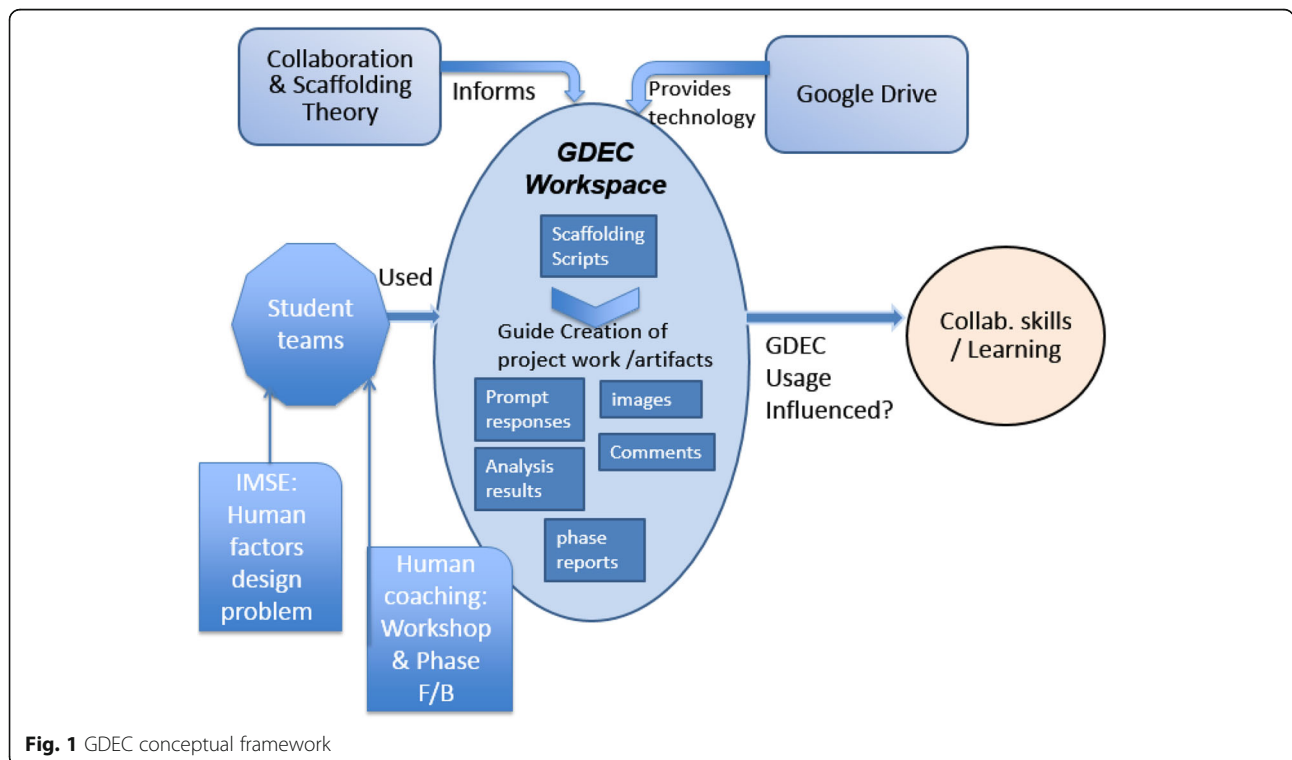 Collaboration
& Scaffolding
Theory
Informs
Provides
technology
Google Drive
GDEC
Workspace
Scaffolding
Scripts
Guide Creation of
project work /artifacts
Prompt
responses
images
Analysis
results
Comments
phase
reports
Student
teams
Used
GDEC
Usage
Influenced?
Collab. skills
/ Learning
IMSE:
Human
factors
design
problem
Human
coaching:
Workshop
& Phase
F/B
Fig. 1 GDEC conceptual framework